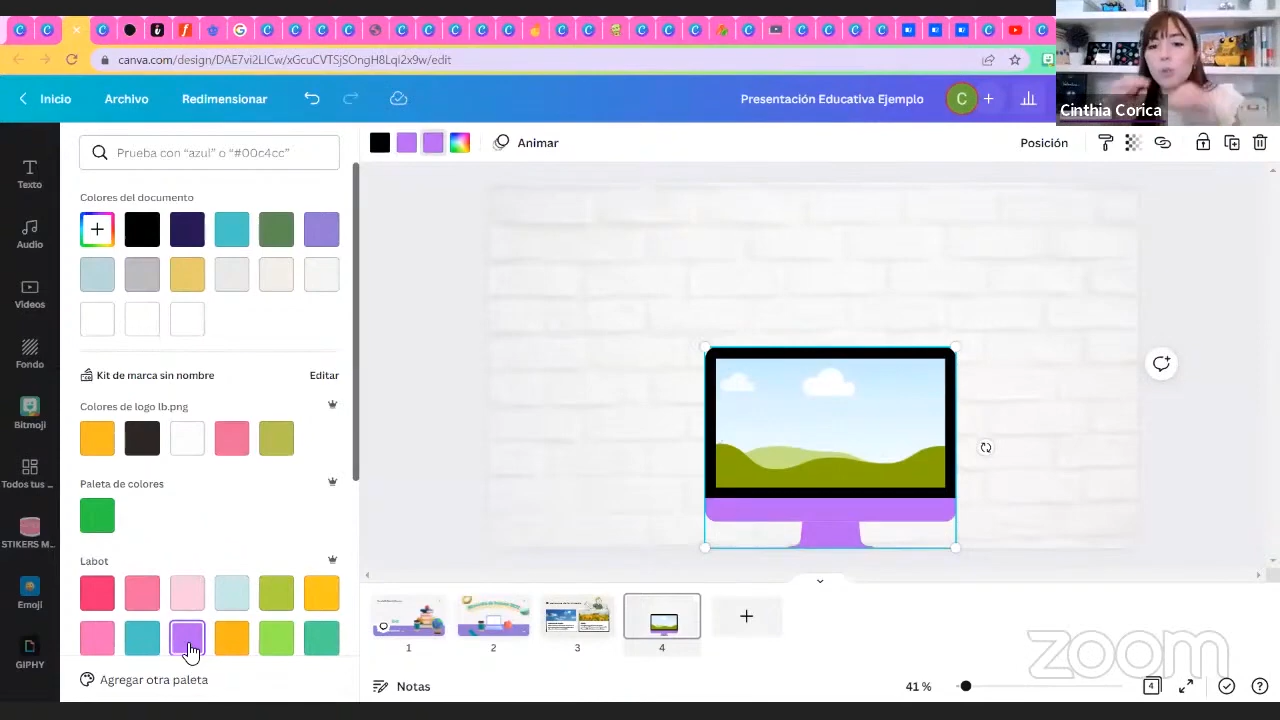 canva.com/design/DAE7vi2LlCw/xGcuCVTSjSOngH8Lqi2Xqg/edit
Inicio
Archivo
Redimensionar
Presentación Educativa Ejemplo
C
Cinthia Corica
Prueba con “azul” o “#00c4cc”
Animar
Posición
Texto
Audio
Videos
Fondo
Bitmoji
Todos tus ...
STIKERS M...
Emoji
GIPHY
Colores del documento
Kit de marca sin nombre
Editar
Colores de logo lb.png
Paleta de colores
Labot
Agregar otra paleta
1
2
3
4
Notas
41 %
4
zoom